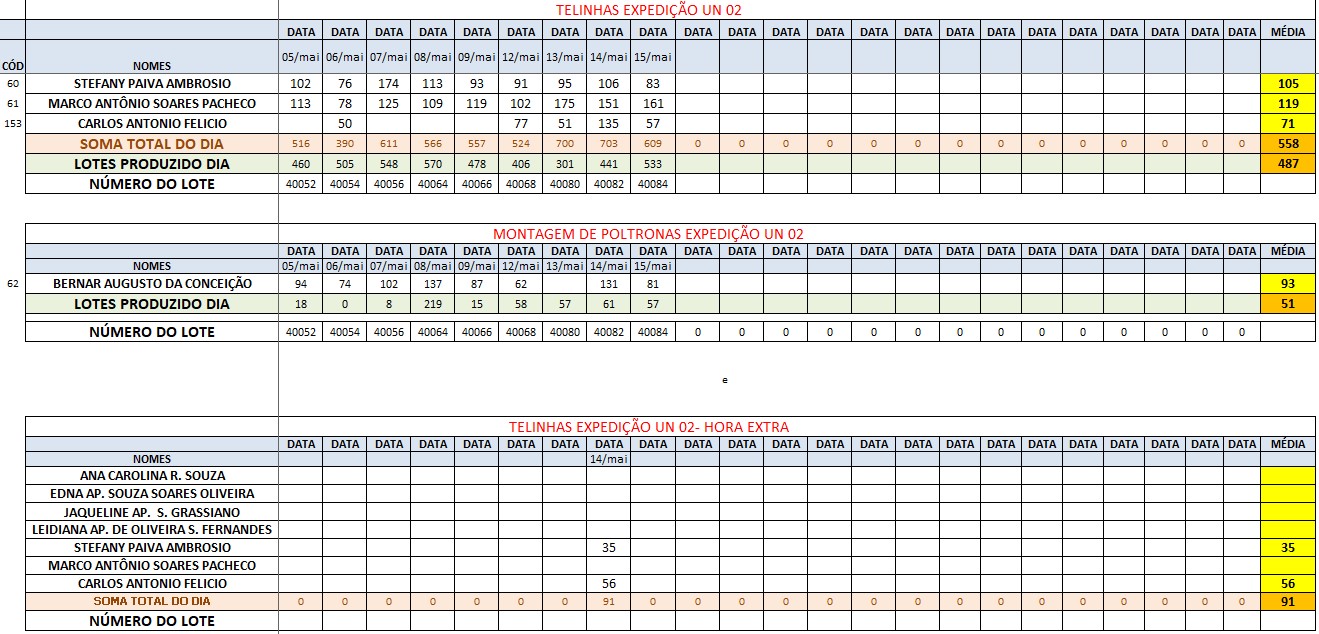 TELINHAS EXPEDIÇÃO UN 02
DATA DATA DATA DATA DATA DATA DATA DATA DATA DATA DATA DATA DATA DATA DATA DATA DATA DATA DATA DATA DATA DATA DATA MÉDIA
CÓD NOMES 05/mai 06/mai 07/mai 08/mai 09/mai 12/mai 13/mai 14/mai 15/mai
60 STEFANY PAIVA AMBROSIO 102 76 174 113 93 91 95 106 83 105
61 MARCO ANTÔNIO SOARES PACHECO 113 78 125 109 119 102 175 151 161 119
153 CARLOS ANTONIO FELICIO 50 77 51 135 57 71
SOMA TOTAL DO DIA 516 390 611 566 557 524 700 703 609 0 0 0 0 0 0 0 0 0 0 0 0 0 0 558
LOTES PRODUZIDO DIA 460 505 548 570 478 406 301 441 533 487
NÚMERO DO LOTE 40052 40054 40056 40064 40066 40068 40080 40082 40084
MONTAGEM DE POLTRONAS EXPEDIÇÃO UN 02
DATA DATA DATA DATA DATA DATA DATA DATA DATA DATA DATA DATA DATA DATA DATA DATA DATA DATA DATA DATA DATA DATA DATA MÉDIA
NOMES 05/mai 06/mai 07/mai 08/mai 09/mai 12/mai 13/mai 14/mai 15/mai
62 BERNAR AUGUSTO DA CONCEIÇÃO 94 74 102 137 87 62 131 81 93
LOTES PRODUZIDO DIA 18 0 8 219 15 58 57 61 57 51
NÚMERO DO LOTE 40052 40054 40056 40064 40066 40068 40080 40082 40084 0 0 0 0 0 0 0 0 0 0 0 0 0 0
e
TELINHAS EXPEDIÇÃO UN 02- HORA EXTRA
DATA DATA DATA DATA DATA DATA DATA DATA DATA DATA DATA DATA DATA DATA DATA DATA DATA DATA DATA DATA DATA DATA DATA MÉDIA
NOMES 14/mai
ANA CAROLINA R. SOUZA
EDNA AP. SOUZA SOARES OLIVEIRA
JAQUELINE AP. S. GRASSIANO
LEIDIANA AP. DE OLIVEIRA S. FERNANDES
STEFANY PAIVA AMBROSIO 35 35
MARCO ANTÔNIO SOARES PACHECO
CARLOS ANTONIO FELICIO 56 56
SOMA TOTAL DO DIA 0 0 0 0 0 0 0 91 0 0 0 0 0 0 0 0 0 0 0 0 0 0 0 91
NÚMERO DO LOTE